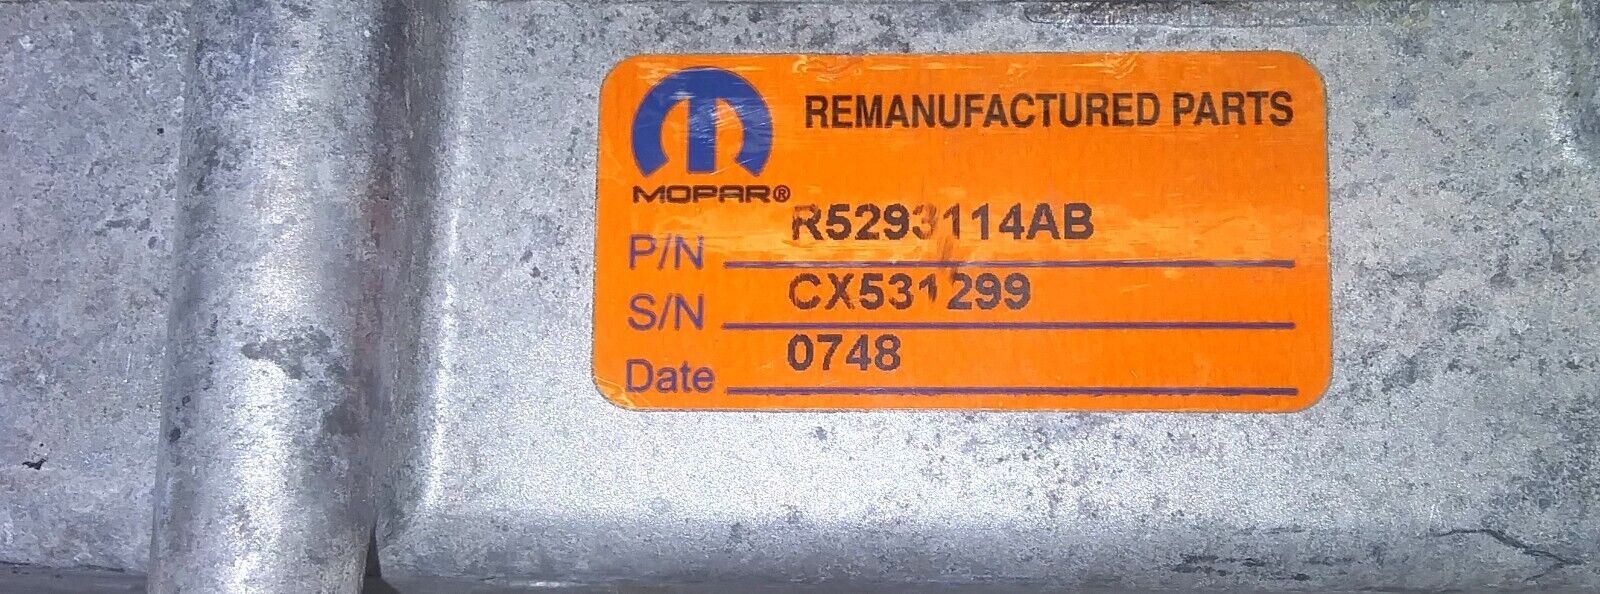 REMANUFACTURED PARTS
MOPAR®
P/N R5293114AB
S/N CX531299
Date 0748